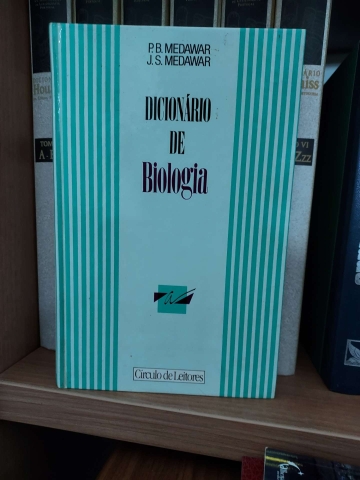 P.B. MEDAWAR
J.S. MEDAWAR
DICIONÁRIO
DE
Biologia
Círculo de Leitores